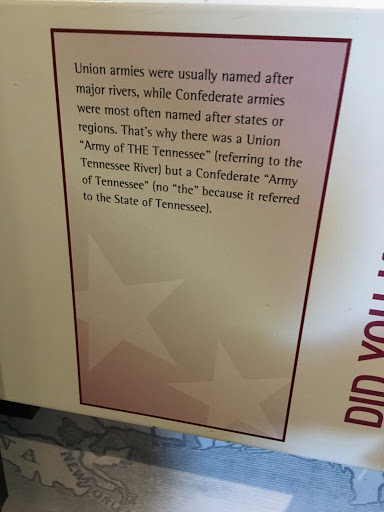 Union armies were usually named after
major rivers, while Confederate armies
were most often named after states or
regions. That's why there was a Union
"Army of THE Tennessee" (referring to the
Tennessee River) but a Confederate "Army
of Tennessee" (no "the" because it referred
to the State of Tennessee).
DID YOU